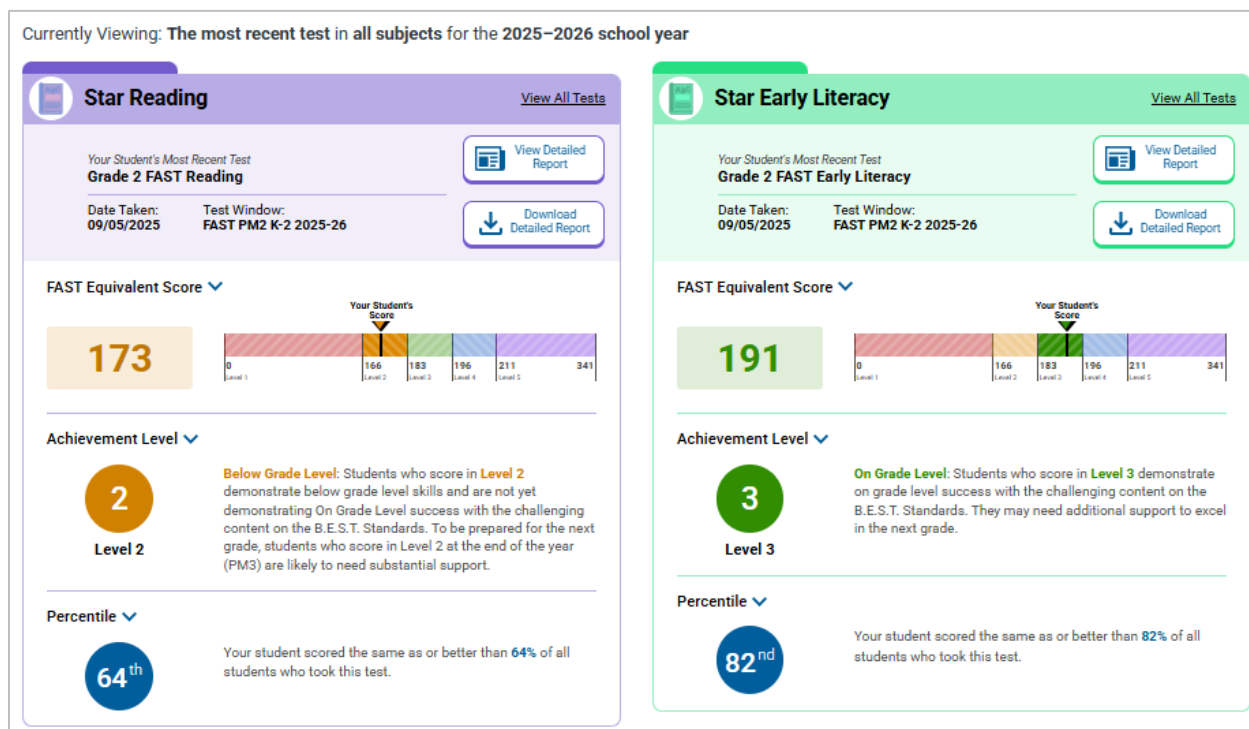 Currently Viewing: The most recent test in all subjects for the 2025–2026 school year
Star Reading
View All Tests
Your Student's Most Recent Test
Grade 2 FAST Reading
Date Taken: Test Window:
09/05/2025 FAST PM2 K-2 2025-26
View Detailed
Report
Download
Detailed Report
FAST Equivalent Score
173
Your Student's
Score
0 166 183 196 211 341
Level 1 Level 2 Level 3 Level 4 Level 5
Achievement Level
2
Level 2
Below Grade Level: Students who score in Level 2
demonstrate below grade level skills and are not yet
demonstrating On Grade Level success with the challenging
content on the B.E.S.T. Standards. To be prepared for the next
grade, students who score in Level 2 at the end of the year
(PM3) are likely to need substantial support.
Percentile
64th
Your student scored the same as or better than 64% of all
students who took this test.
Star Early Literacy
View All Tests
Your Student's Most Recent Test
Grade 2 FAST Early Literacy
Date Taken: Test Window:
09/05/2025 FAST PM2 K-2 2025-26
View Detailed
Report
Download
Detailed Report
FAST Equivalent Score
191
Your Student's
Score
0 166 183 196 211 341
Level 1 Level 2 Level 3 Level 4 Level 5
Achievement Level
3
Level 3
On Grade Level: Students who score in Level 3 demonstrate
on grade level success with the challenging content on the
B.E.S.T. Standards. They may need additional support to excel
in the next grade.
Percentile
82nd
Your student scored the same as or better than 82% of all
students who took this test.